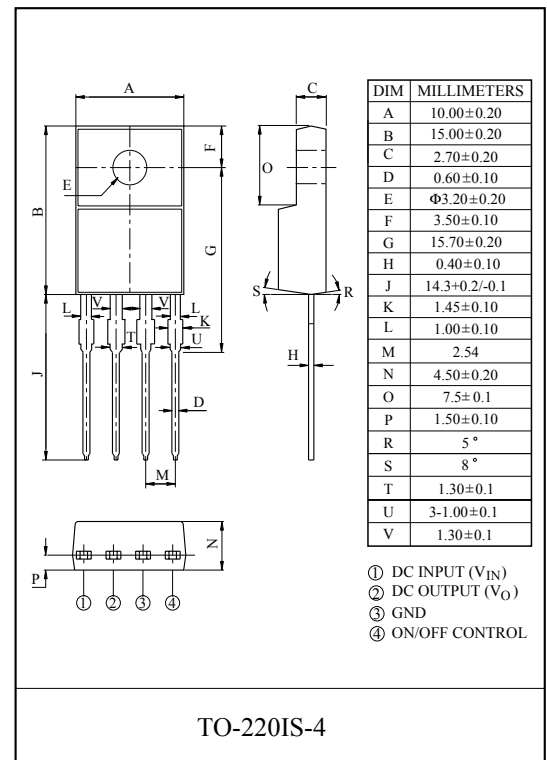 A
C
F
O
E
B
G
S
R
L V V L
K
T
U
H
J
D
M
N
P
① ② ③ ④
DIM MILLIMETERS
A 10.00±0.20
B 15.00±0.20
C 2.70±0.20
D 0.60±0.10
E Φ3.20±0.20
F 3.50±0.10
G 15.70±0.20
H 0.40±0.10
J 14.3+0.2/-0.1
K 1.45±0.10
L 1.00±0.10
M 2.54
N 4.50±0.20
O 7.5±0.1
P 1.50±0.10
R 5°
S 8°
T 1.30±0.1
U 3-1.00±0.1
V 1.30±0.1
① DC INPUT (VIN)
② DC OUTPUT (VO)
③ GND
④ ON/OFF CONTROL
TO-220IS-4